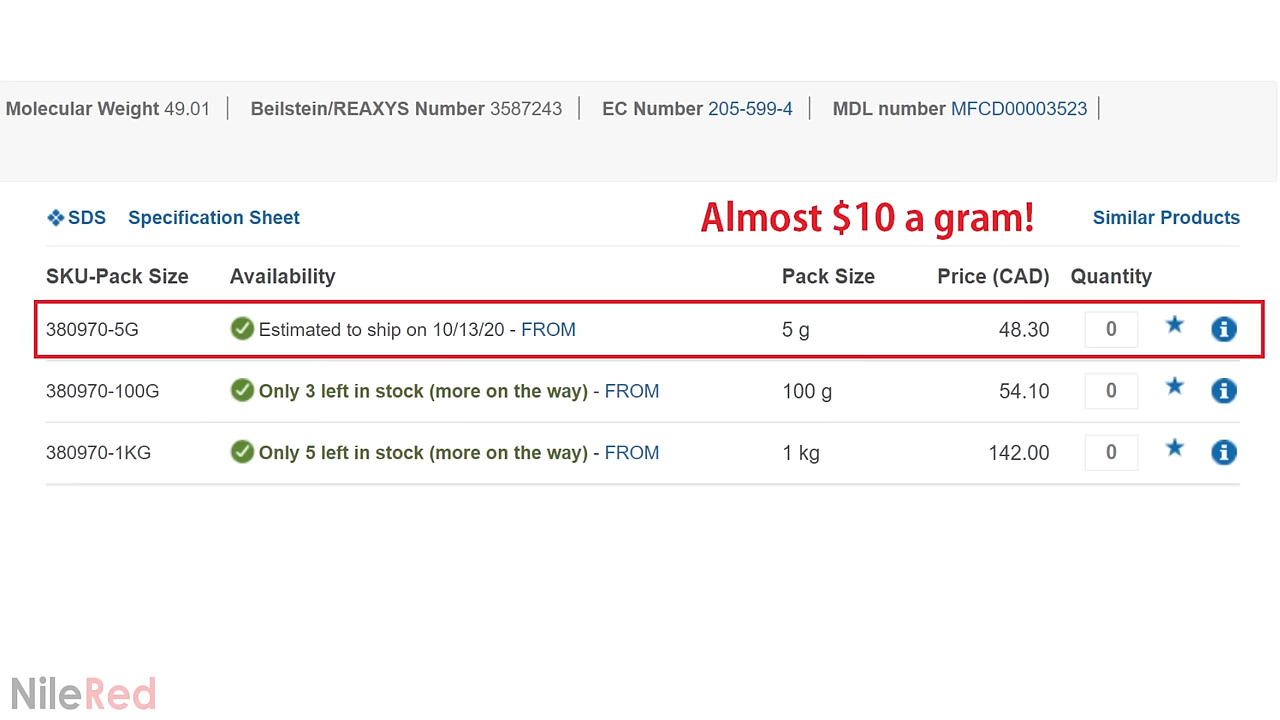 Molecular Weight 49.01 | Beilstein/REAXYS Number 3587243 | EC Number 205-599-4 | MDL number MFCD00003523 |
SDS Specification Sheet Almost $10 a gram! Similar Products
SKU-Pack Size Availability Pack Size Price (CAD) Quantity
380970-5G Estimated to ship on 10/13/20 - FROM 5 g 48.30 0
380970-100G Only 3 left in stock (more on the way) - FROM 100 g 54.10 0
380970-1KG Only 5 left in stock (more on the way) - FROM 1 kg 142.00 0
NileRed